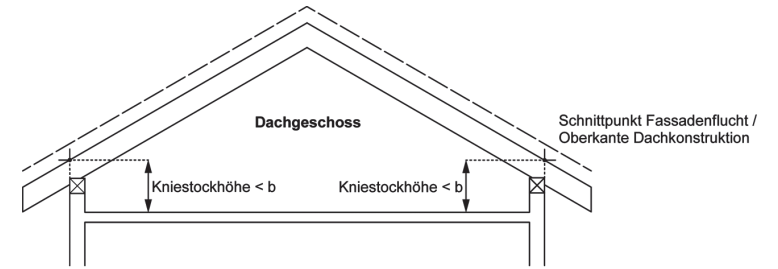 Dachgeschoss
Schnittpunkt Fassadenflucht /
Oberkante Dachkonstruktion
Kniestockhöhe < b
Kniestockhöhe < b